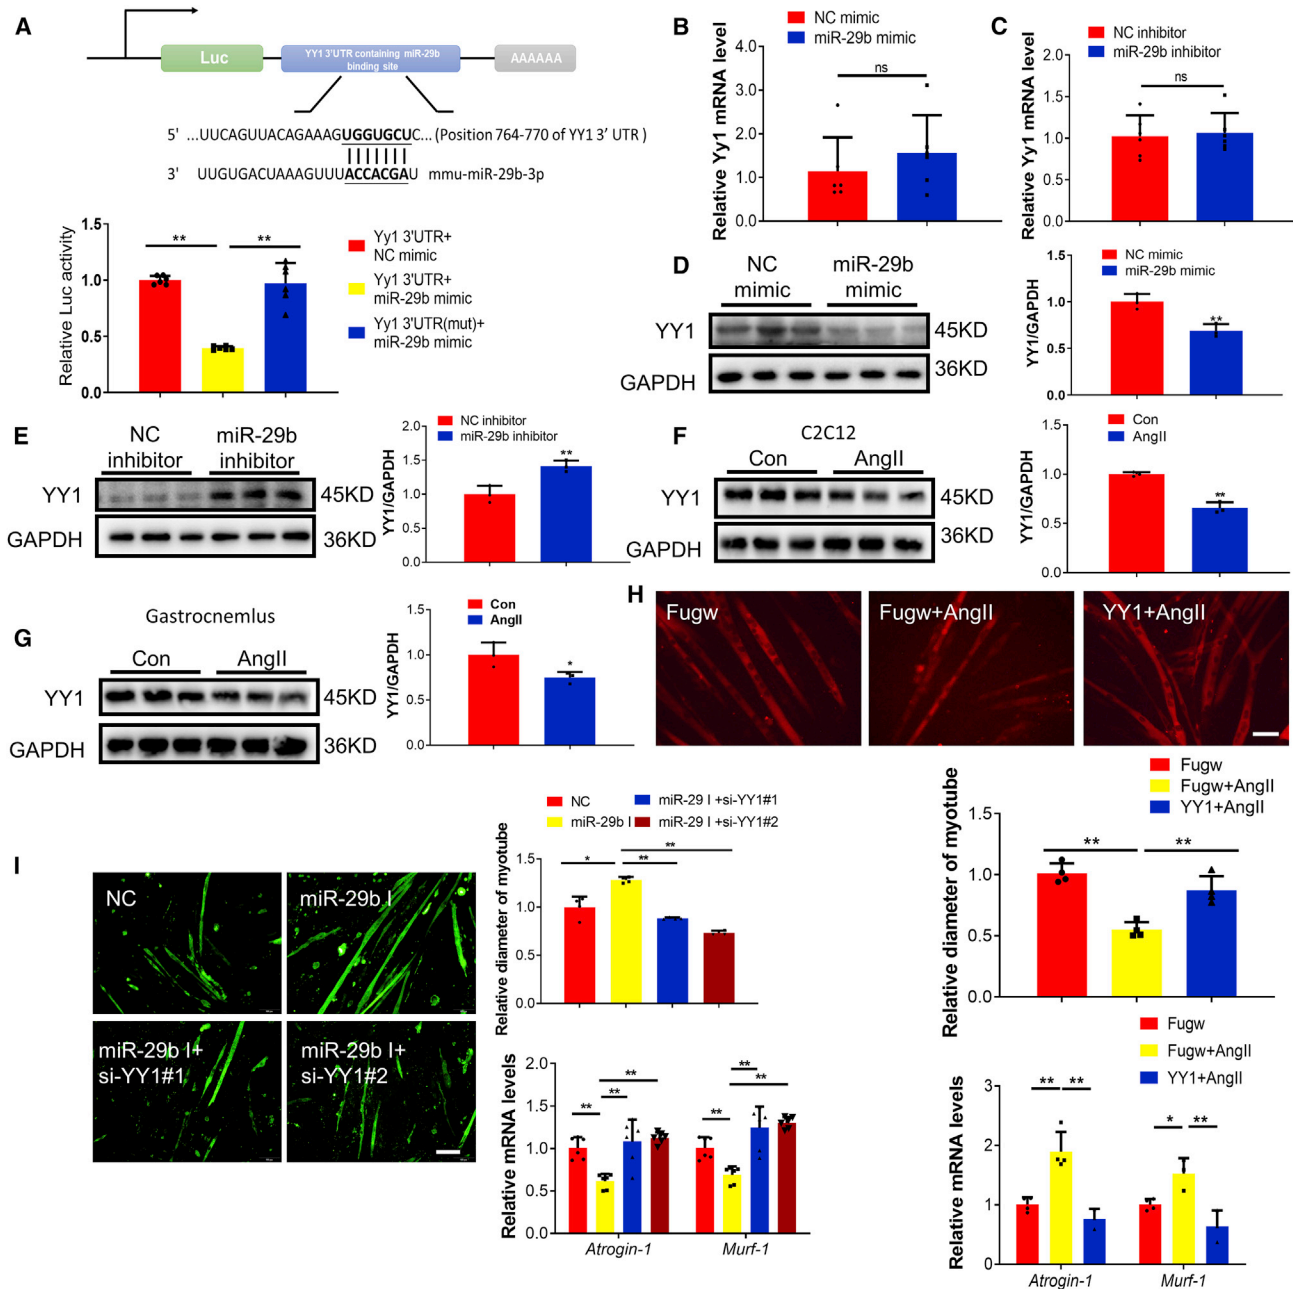 A
Luc
YY1 3'UTR containing miR-29b
binding site
AAAAAA
5' ...UUCAGUUACAGAAAGUGGUGCUC... (Position 764-770 of YY1 3' UTR )
3' UUGUGACUAAAGUUUACCACGAU mmu-miR-29b-3p
Relative Luc activity
1.5
1.0
0.5
0.0
**
**
Yy1 3'UTR+
NC mimic
Yy1 3'UTR+
miR-29b mimic
Yy1 3'UTR(mut)+
miR-29b mimic
B
NC mimic
miR-29b mimic
Relative Yy1 mRNA level
4.0
3.0
2.0
1.0
0.0
ns
C
NC inhibitor
miR-29b inhibitor
Relative Yy1 mRNA level
2.0
1.5
1.0
0.5
0.0
ns
D
NC
mimic
miR-29b
mimic
YY1
45KD
GAPDH
36KD
NC mimic
miR-29b mimic
YY1/GAPDH
1.5
1.0
0.5
0.0
**
E
NC
inhibitor
miR-29b
inhibitor
YY1
45KD
GAPDH
36KD
NC inhibitor
miR-29b inhibitor
YY1/GAPDH
2.0
1.5
1.0
0.5
0.0
**
F
C2C12
Con
AngII
YY1
45KD
GAPDH
36KD
Con
AngII
YY1/GAPDH
1.5
1.0
0.5
0.0
**
G
Gastrocnemlus
Con
AngII
YY1
45KD
GAPDH
36KD
Con
AngII
YY1/GAPDH
1.5
1.0
0.5
0.0
*
H
Fugw
Fugw+AngII
YY1+AngII
Fugw
Fugw+AngII
YY1+AngII
Relative diameter of myotube
1.5
1.0
0.5
0.0
**
**
Fugw
Fugw+AngII
YY1+AngII
Relative mRNA levels
3
2
1
0
**
**
*
**
Atrogin-1
Murf-1
I
NC
miR-29b I
miR-29b I+
si-YY1#1
miR-29b I+
si-YY1#2
NC
miR-29b I
miR-29 I +si-YY1#1
miR-29 I +si-YY1#2
Relative diameter of myotube
1.5
1.0
0.5
0.0
*
**
**
Relative mRNA levels
2.0
1.5
1.0
0.5
0.0
**
**
**
**
**
**
Atrogin-1
Murf-1